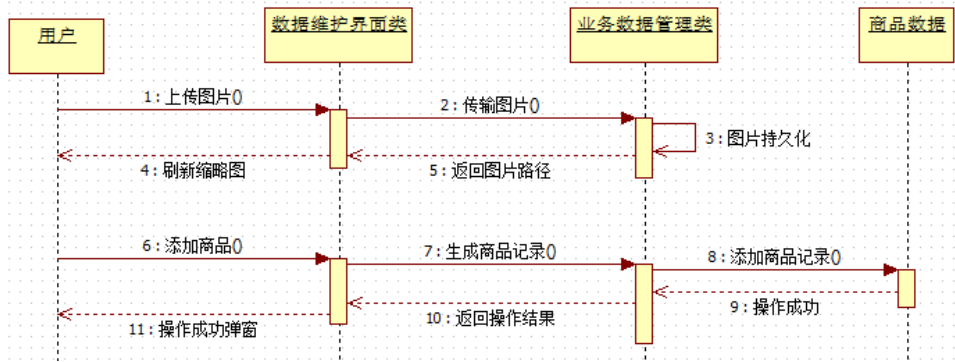 用户
数据维护界面类
业务数据管理类
商品数据
1：上传图片()
2：传输图片()
3：图片持久化
4：刷新缩略图
5：返回图片路径
6：添加商品()
7：生成商品记录()
8：添加商品记录()
9：操作成功
10：返回操作结果
11：操作成功弹窗